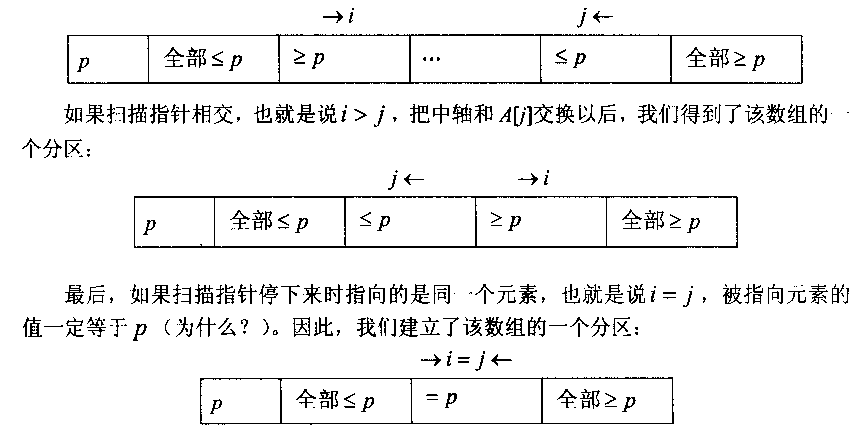 →i j←
p 全部≤p ≥p … ≤p 全部≥p
如果扫描指针相交，也就是说i > j，把中轴和A[j]交换以后，我们得到了该数组的一
个分区：
j← →i
p 全部≤p ≤p ≥p 全部≥p
最后，如果扫描指针停下来时指向的是同一个元素，也就是说i = j，被指向元素的
值一定等于p（为什么？）。因此，我们建立了该数组的一个分区：
→i = j←
p 全部≤p = p 全部≥p